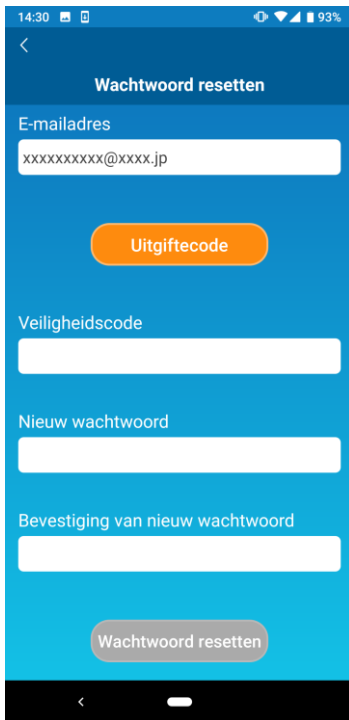 14:30 93%
Wachtwoord resetten
E-mailadres
xxxxxxxxxx@xxxx.jp
Uitgiftecode
Veiligheidscode
Nieuw wachtwoord
Bevestiging van nieuw wachtwoord
Wachtwoord resetten